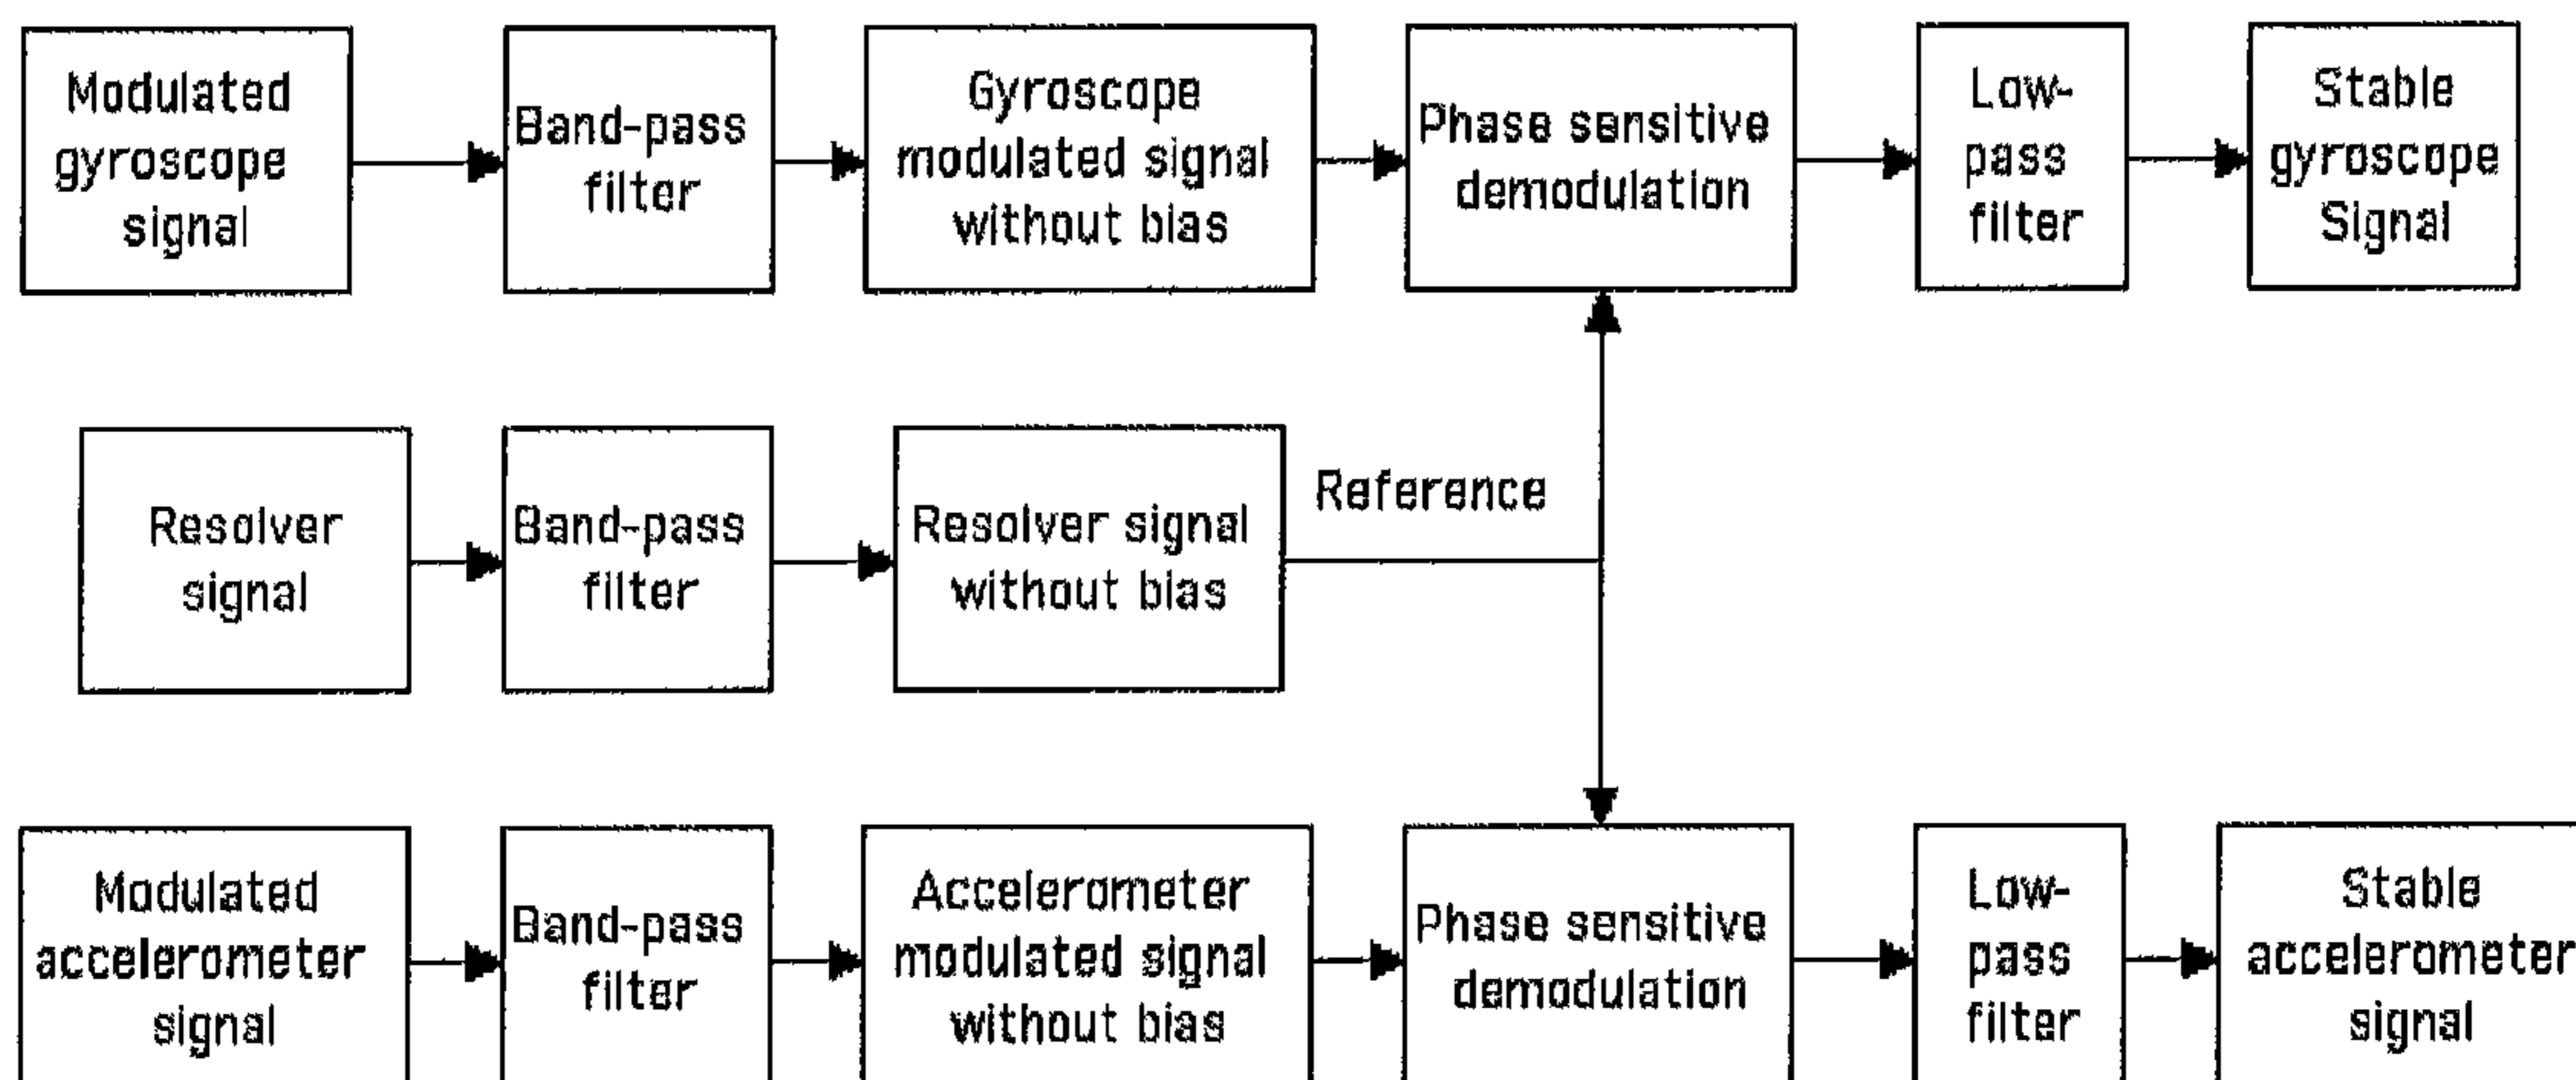 Modulated
gyroscope
signal
Band-pass
filter
Gyroscope
modulated signal
without bias
Phase sensitive
demodulation
Low-
pass
filter
Stable
gyroscope
Signal
Resolver
signal
Band-pass
filter
Resolver signal
without bias
Reference
Modulated
accelerometer
signal
Band-pass
filter
Accelerometer
modulated signal
without bias
Phase sensitive
demodulation
Low-
pass
filter
Stable
accelerometer
signal